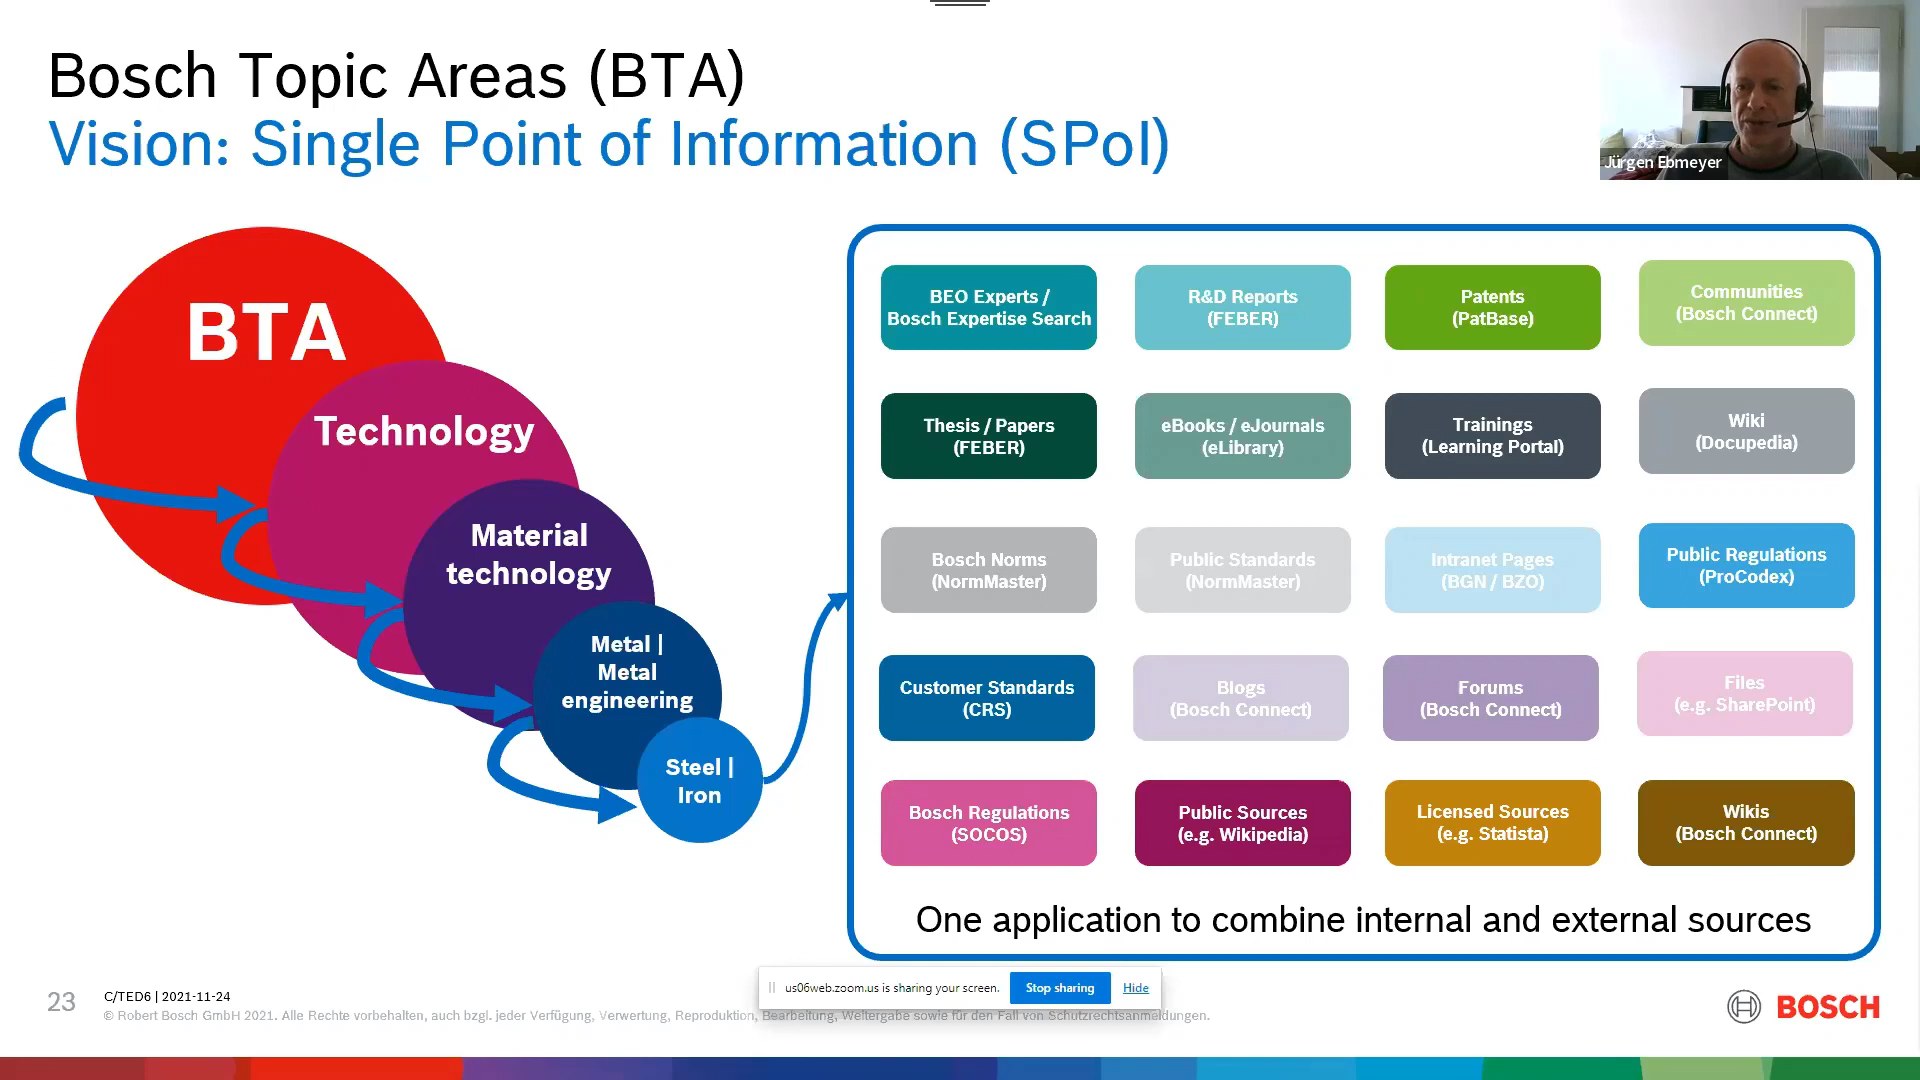 Bosch Topic Areas (BTA)
Vision: Single Point of Information (SPoI)
Jürgen Ebmeyer
BTA
Technology
Material
technology
Metal |
Metal
engineering
Steel |
Iron
BEO Experts /
Bosch Expertise Search
R&D Reports
(FEBER)
Patents
(PatBase)
Communities
(Bosch Connect)
Thesis / Papers
(FEBER)
eBooks / eJournals
(eLibrary)
Trainings
(Learning Portal)
Wiki
(Docupedia)
Bosch Norms
(NormMaster)
Public Standards
(NormMaster)
Intranet Pages
(BGN / BZO)
Public Regulations
(ProCodex)
Customer Standards
(CRS)
Blogs
(Bosch Connect)
Forums
(Bosch Connect)
Files
(e.g. SharePoint)
Bosch Regulations
(SOCOS)
Public Sources
(e.g. Wikipedia)
Licensed Sources
(e.g. Statista)
Wikis
(Bosch Connect)
One application to combine internal and external sources
us06web.zoom.us is sharing your screen.
Stop sharing
Hide
23
C/TED6 | 2021-11-24
© Robert Bosch GmbH 2021. Alle Rechte vorbehalten, auch bzgl. jeder Verfügung, Verwertung, Reproduktion, Bearbeitung, Weitergabe sowie für den Fall von Schutzrechtsanmeldungen.
BOSCH